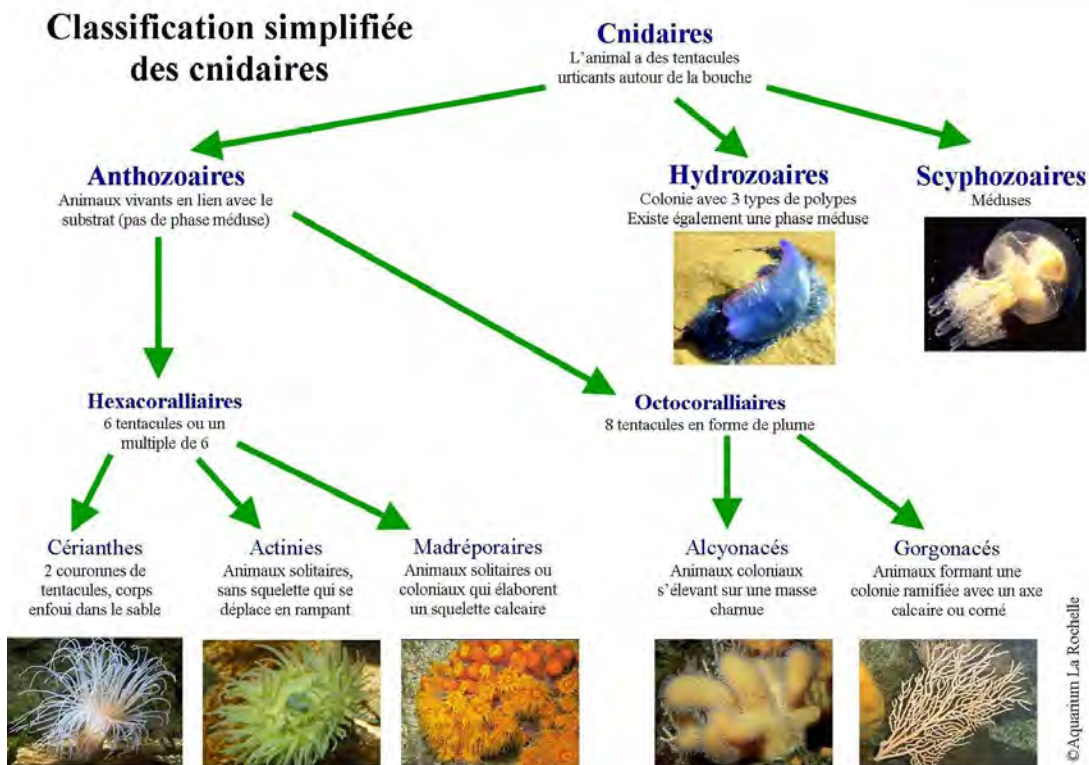 Classification simplifiée
des cnidaires
Cnidaires
L'animal a des tentacules
urticants autour de la bouche
Anthozoaires
Animaux vivants en lien avec le
substrat (pas de phase méduse)
Hydrozoaires
Colonie avec 3 types de polypes
Existe également une phase méduse
Scyphozoaires
Méduses
Hexacoralliaires
6 tentacules ou un
multiple de 6
Octocoralliaires
8 tentacules en forme de plume
Cérianthes
2 couronnes de
tentacules, corps
enfoui dans le sable
Actinies
Animaux solitaires,
sans squelette qui se
déplace en rampant
Madréporaires
Animaux solitaires ou
coloniaux qui élaborent
un squelette calcaire
Alcyonacés
Animaux coloniaux
s'élevant sur une masse
charnue
Gorgonacés
Animaux formant une
colonie ramifiée avec un axe
calcaire ou corné
©Aquarium La Rochelle